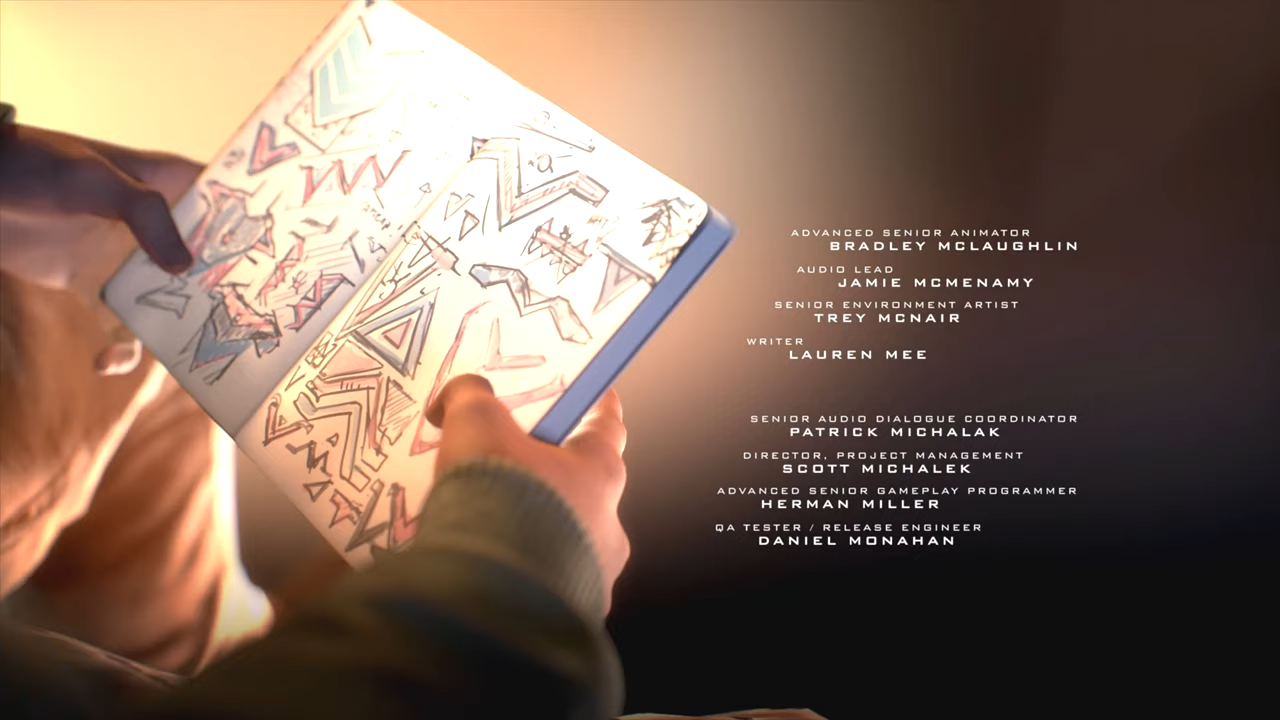 ADVANCED SENIOR ANIMATOR
BRADLEY MCLAUGHLIN
AUDIO LEAD
JAMIE MCMENAMY
SENIOR ENVIRONMENT ARTIST
TREY MCNAIR
WRITER
LAUREN MEE
SENIOR AUDIO DIALOGUE COORDINATOR
PATRICK MICHALAK
DIRECTOR, PROJECT MANAGEMENT
SCOTT MICHALEK
ADVANCED SENIOR GAMEPLAY PROGRAMMER
HERMAN MILLER
QA TESTER / RELEASE ENGINEER
DANIEL MONAHAN